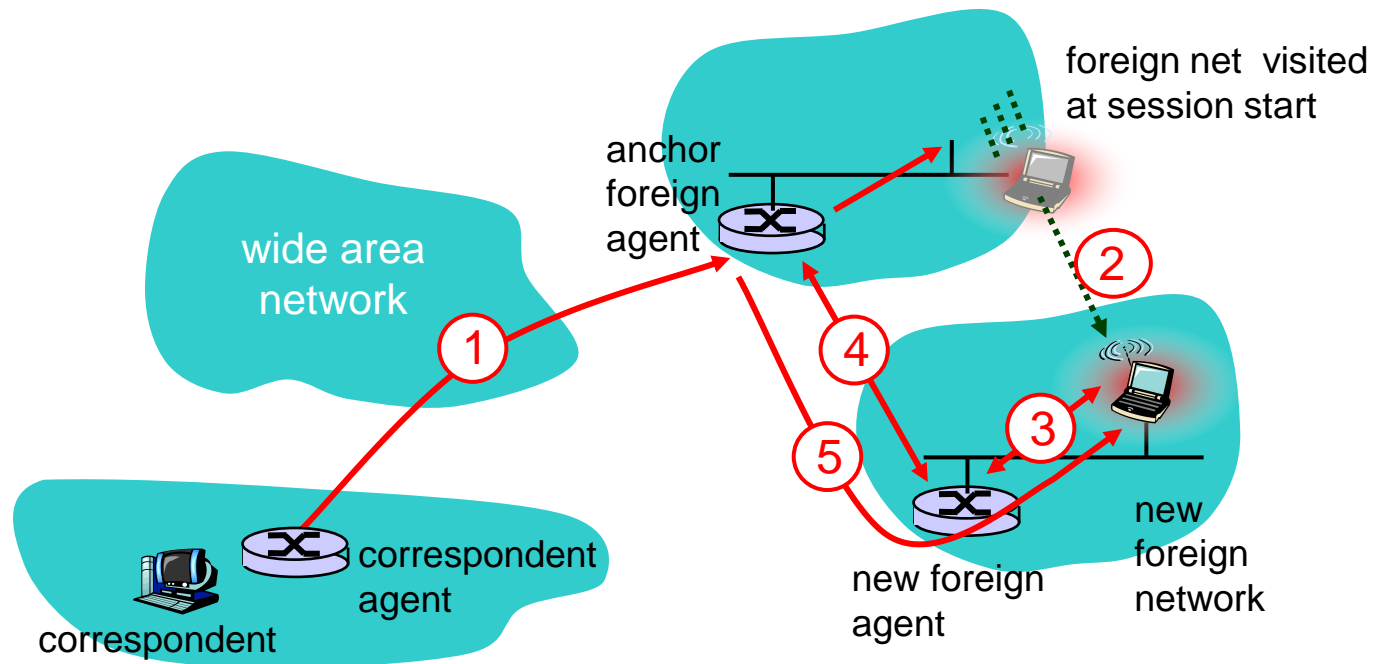 foreign net visited
at session start
anchor
foreign
agent
wide area
network
2
1
4
3
5
correspondent
agent
correspondent
new foreign
agent
new
foreign
network